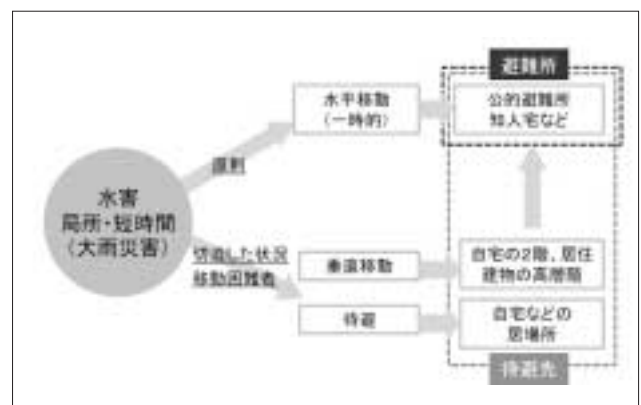 避難所
水平移動
(一時的)
公的避難所
知人宅など
原則
水害
局所・短時間
(大雨災害)
切迫した状況
移動困難者
垂直移動
自宅の2階、居住
建物の高層階
待避
自宅などの
居場所
待避先